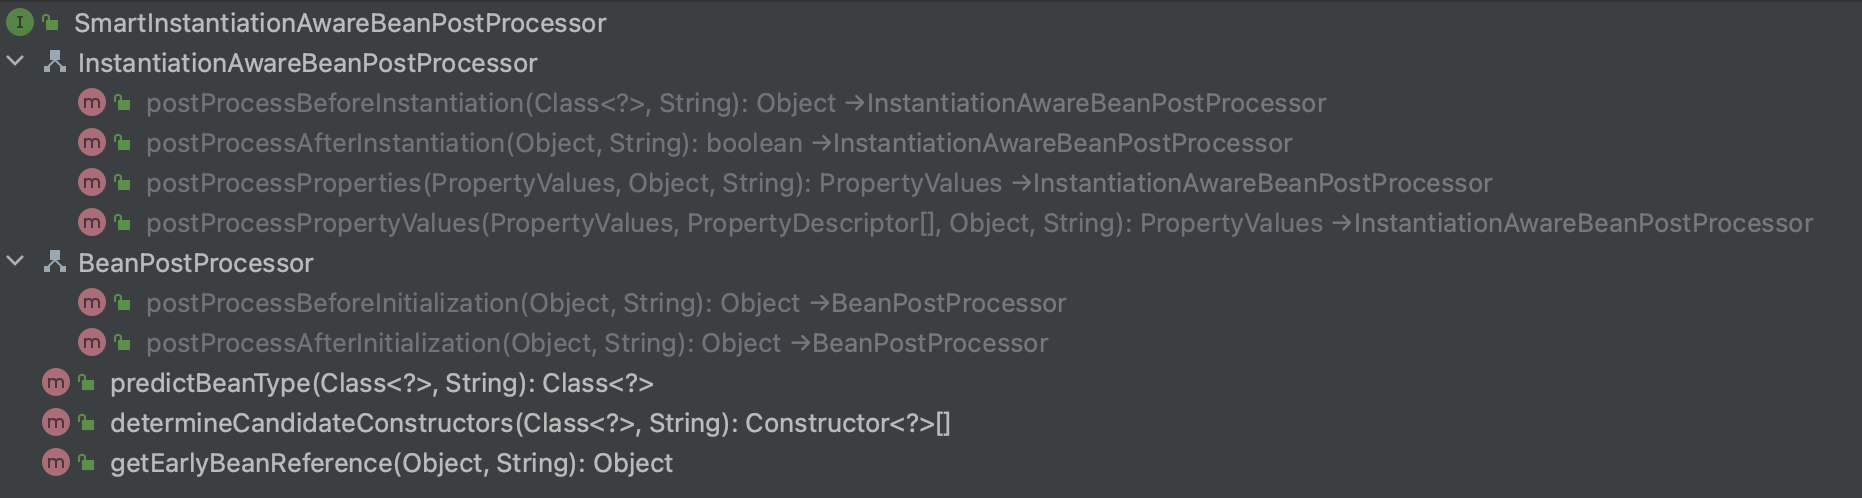 I SmartInstantiationAwareBeanPostProcessor
InstantiationAwareBeanPostProcessor
m postProcessBeforeInstantiation(Class<?>, String): Object →InstantiationAwareBeanPostProcessor
m postProcessAfterInstantiation(Object, String): boolean →InstantiationAwareBeanPostProcessor
m postProcessProperties(PropertyValues, Object, String): PropertyValues →InstantiationAwareBeanPostProcessor
m postProcessPropertyValues(PropertyValues, PropertyDescriptor[], Object, String): PropertyValues →InstantiationAwareBeanPostProcessor
BeanPostProcessor
m postProcessBeforeInitialization(Object, String): Object →BeanPostProcessor
m postProcessAfterInitialization(Object, String): Object →BeanPostProcessor
m predictBeanType(Class<?>, String): Class<?>
m determineCandidateConstructors(Class<?>, String): Constructor<?>[]
m getEarlyBeanReference(Object, String): Object